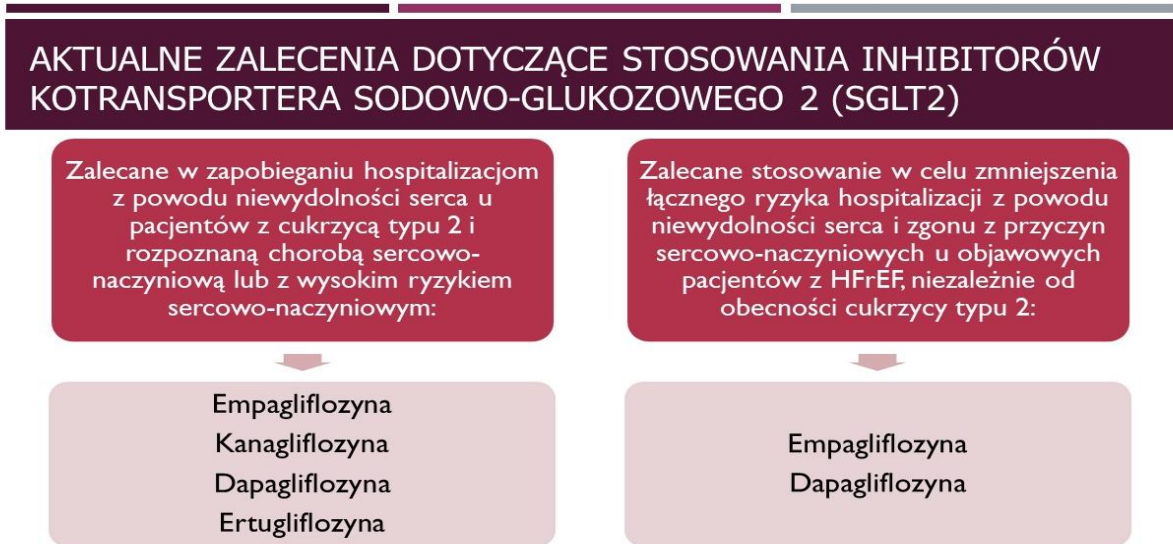 AKTUALNE ZALECENIA DOTYCZĄCE STOSOWANIA INHIBITORÓW
KOTRANSPORTERA SODOWO-GLUKOZOWEGO 2 (SGLT2)
Zalecane w zapobieganiu hospitalizacjom
z powodu niewydolności serca u
pacjentów z cukrzycą typu 2 i
rozpoznaną chorobą sercowo-
naczyniową lub z wysokim ryzykiem
sercowo-naczyniowym:
Empagliflozyna
Kanagliflozyna
Dapagliflozyna
Ertugliflozyna
Zalecane stosowanie w celu zmniejszenia
łącznego ryzyka hospitalizacji z powodu
niewydolności serca i zgonu z przyczyn
sercowo-naczyniowych u objawowych
pacjentów z HFrEF, niezależnie od
obecności cukrzycy typu 2:
Empagliflozyna
Dapagliflozyna